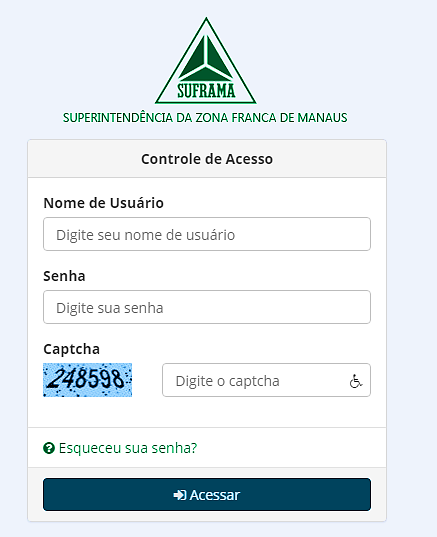 SUFRAMA
SUPERINTENDÊNCIA DA ZONA FRANCA DE MANAUS
Controle de Acesso
Nome de Usuário
Digite seu nome de usuário
Senha
Digite sua senha
Captcha
248598 Digite o captcha
Esqueceu sua senha?
Acessar